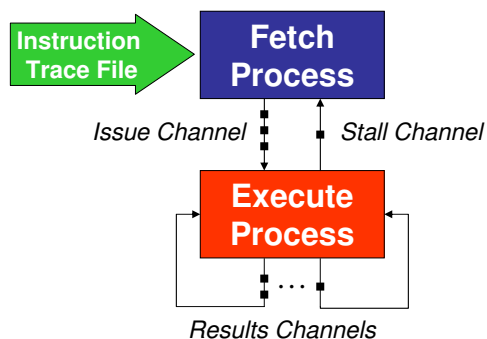 Instruction
Trace File
Fetch
Process
Issue Channel
Stall Channel
Execute
Process
...
Results Channels